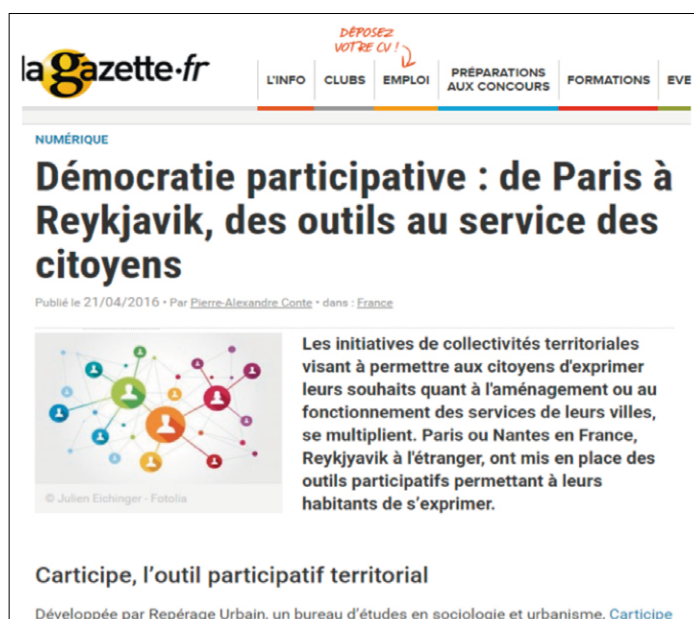 DÉPOSEZ
VOTRE CV !
la gazette.fr
L'INFO CLUBS EMPLOI PRÉPARATIONS AUX CONCOURS FORMATIONS EVE
NUMÉRIQUE
Démocratie participative : de Paris à
Reykjavik, des outils au service des
citoyens
Publié le 21/04/2016 • Par Pierre-Alexandre Conte • dans : France
Les initiatives de collectivités territoriales
visant à permettre aux citoyens d'exprimer
leurs souhaits quant à l'aménagement ou au
fonctionnement des services de leurs villes,
se multiplient. Paris ou Nantes en France,
Reykjyavik à l'étranger, ont mis en place des
outils participatifs permettant à leurs
habitants de s'exprimer.
© Julien Eichinger - Fotolia
Carticipe, l'outil participatif territorial
Développée par Repérage Urbain, un bureau d'études en sociologie et urbanisme, Carticipe